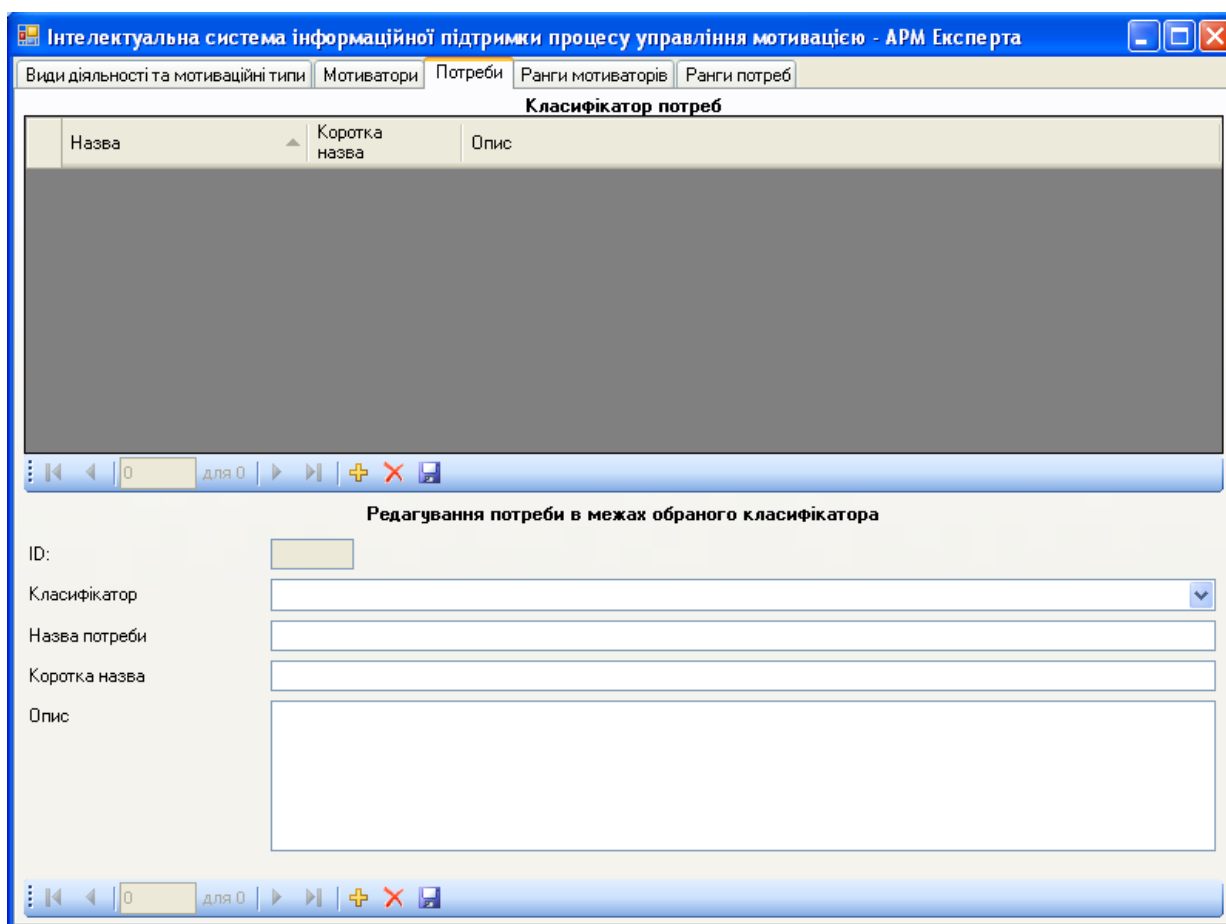 Інтелектуальна система інформаційної підтримки процесу управління мотивацією - АРМ Експерта
Види діяльності та мотиваційні типи Мотиватори Потреби Ранги мотиваторів Ранги потреб
Класифікатор потреб
Назва Коротка назва Опис
0 для 0
Редагування потреби в межах обраного класифікатора
ID:
Класифікатор
Назва потреби
Коротка назва
Опис
0 для 0